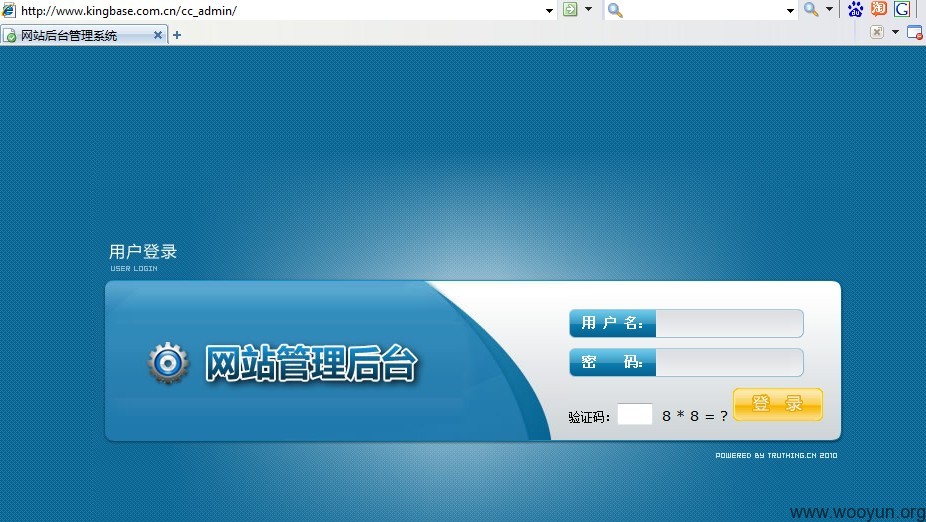 http://www.kingbase.com.cn/cc_admin/
网站后台管理系统
用户登录
USER LOGIN
网站管理后台
用 户 名:
密 码:
验证码: 8 * 8 = ? 登 录
POWERED BY TRUTHING.CN 2010
www.wooyun.org